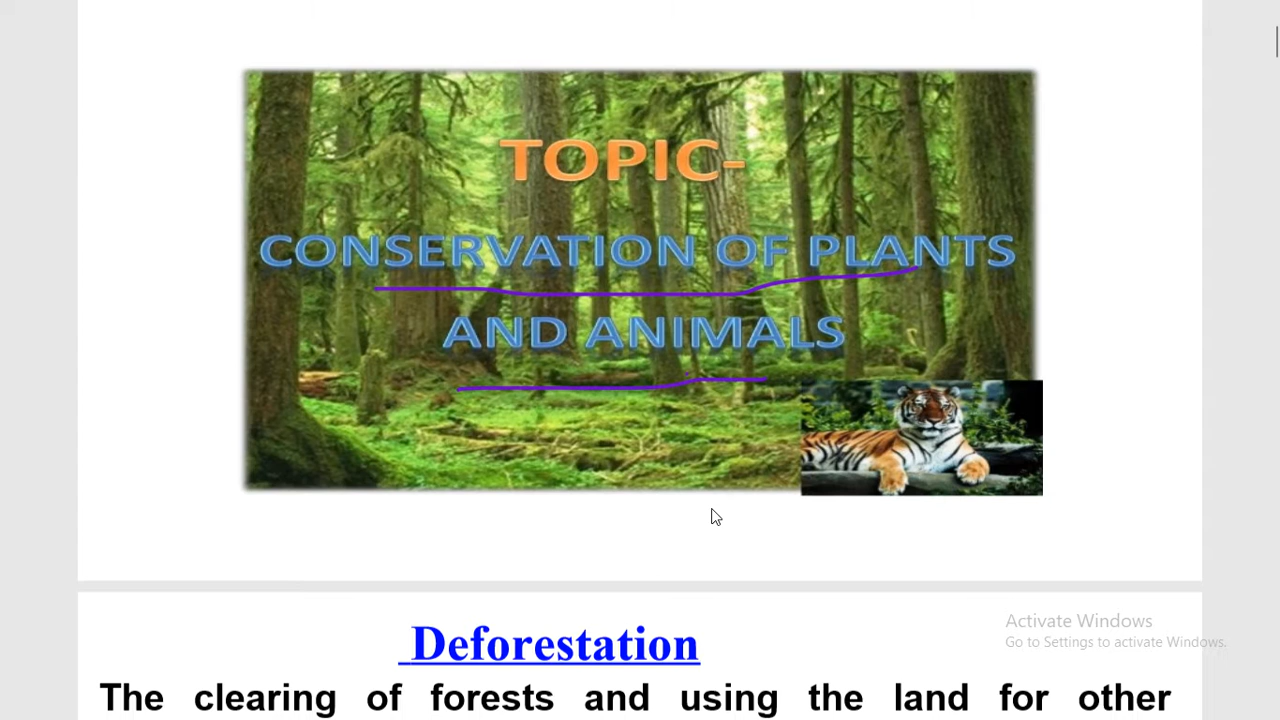 TOPIC-
CONSERVATION OF PLANTS
AND ANIMALS
Activate Windows
Go to Settings to activate Windows.
Deforestation
The clearing of forests and using the land for other